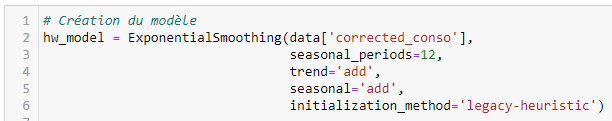 1 # Création du modèle
2 hw_model = ExponentialSmoothing(data['corrected_conso'],
3 seasonal_periods=12,
4 trend='add',
5 seasonal='add',
6 initialization_method='legacy-heuristic')